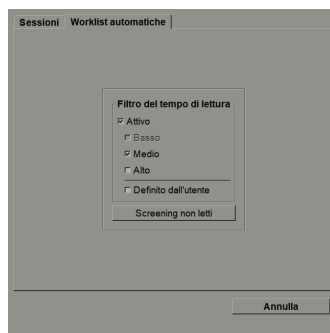 Sessioni Worklist automatiche
Filtro del tempo di lettura
Attivo
Basso
Medio
Alto
Definito dall'utente
Screening non letti
Annulla